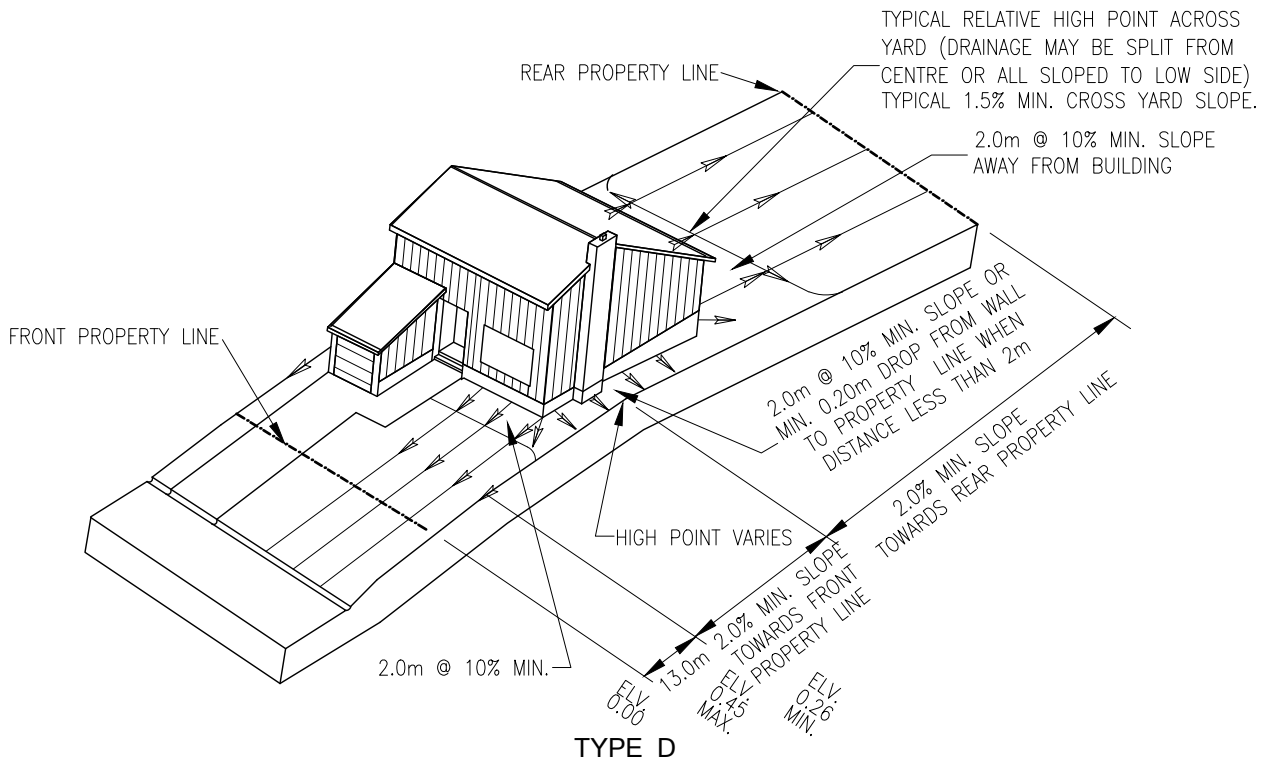 TYPICAL RELATIVE HIGH POINT ACROSS
YARD (DRAINAGE MAY BE SPLIT FROM
CENTRE OR ALL SLOPED TO LOW SIDE)
TYPICAL 1.5% MIN. CROSS YARD SLOPE.
REAR PROPERTY LINE
2.0m @ 10% MIN. SLOPE
AWAY FROM BUILDING
FRONT PROPERTY LINE
2.0m @ 10% MIN. SLOPE OR
MIN. 0.20m DROP FROM WALL
TO PROPERTY LINE WHEN
DISTANCE LESS THAN 2m
2.0% MIN. SLOPE
TOWARDS REAR PROPERTY LINE
HIGH POINT VARIES
2.0% MIN. SLOPE
TOWARDS FRONT
PROPERTY LINE
13.0m
2.0m @ 10% MIN.
ELV.
0.00
ELV.
0.45
MAX.
ELV.
0.26
MIN.
TYPE D